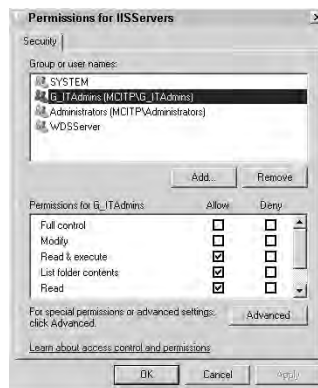 Permissions for IISServers
Security
Group or user names:
SYSTEM
G_ITAdmins (MCITP\G_ITAdmins)
Administrators (MCITP\Administrators)
WDSServer
Add... Remove
Permissions for G_ITAdmins Allow Deny
Full control
Modify
Read & execute
List folder contents
Read
For special permissions or advanced settings, Advanced
click Advanced.
Learn about access control and permissions
OK Cancel Apply